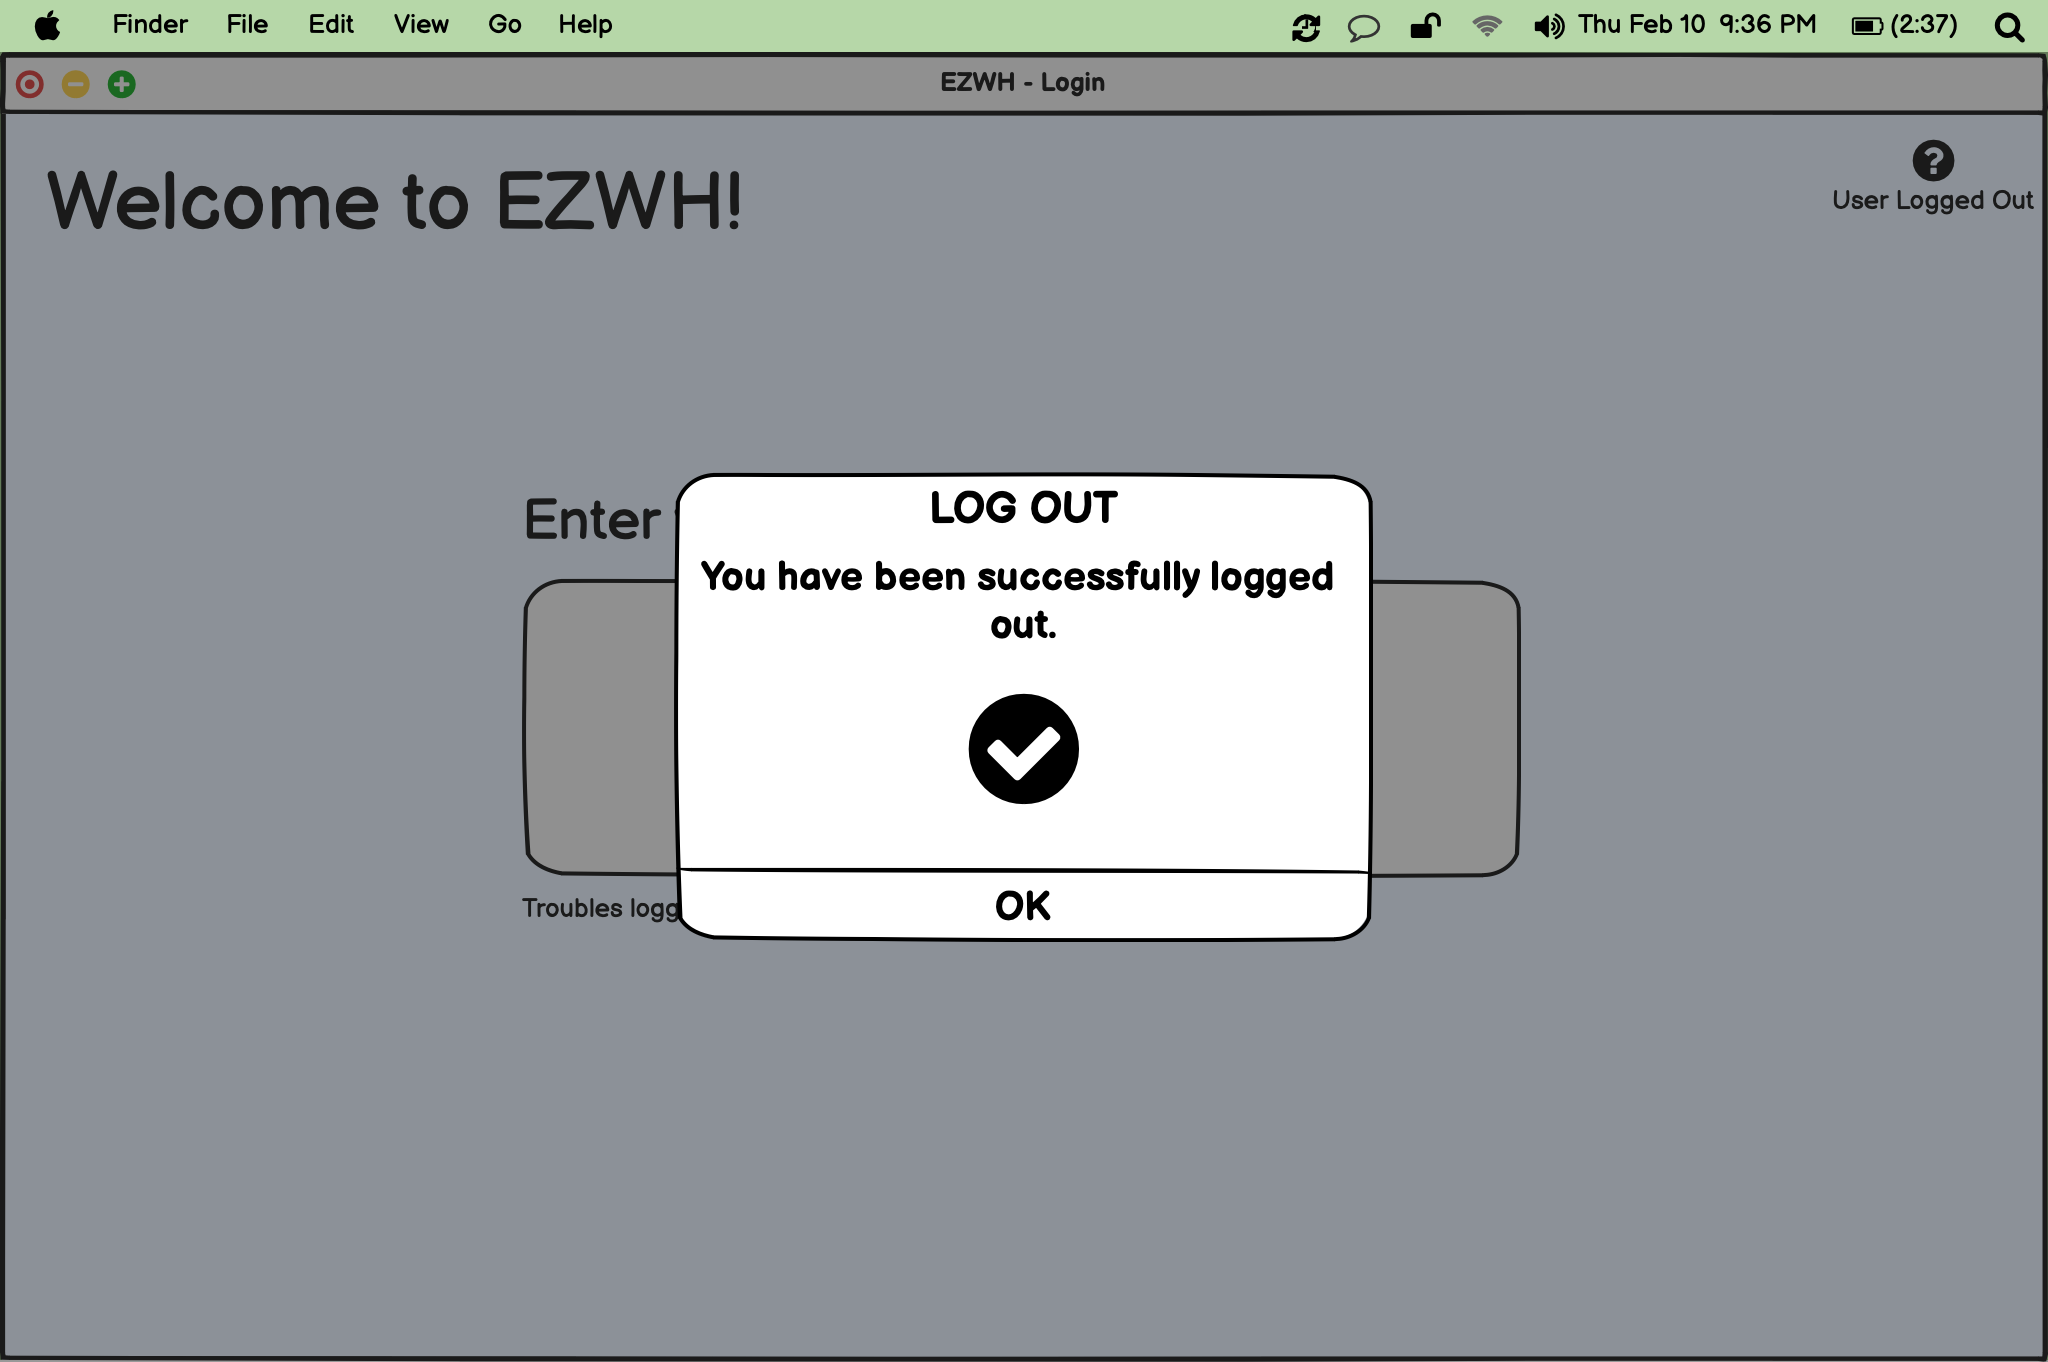 Finder File Edit View Go Help Thu Feb 10 9:36 PM (2:37)
EZWH - Login
Welcome to EZWH!
User Logged Out
Enter
LOG OUT
You have been successfully logged
out.
Troubles logg
OK